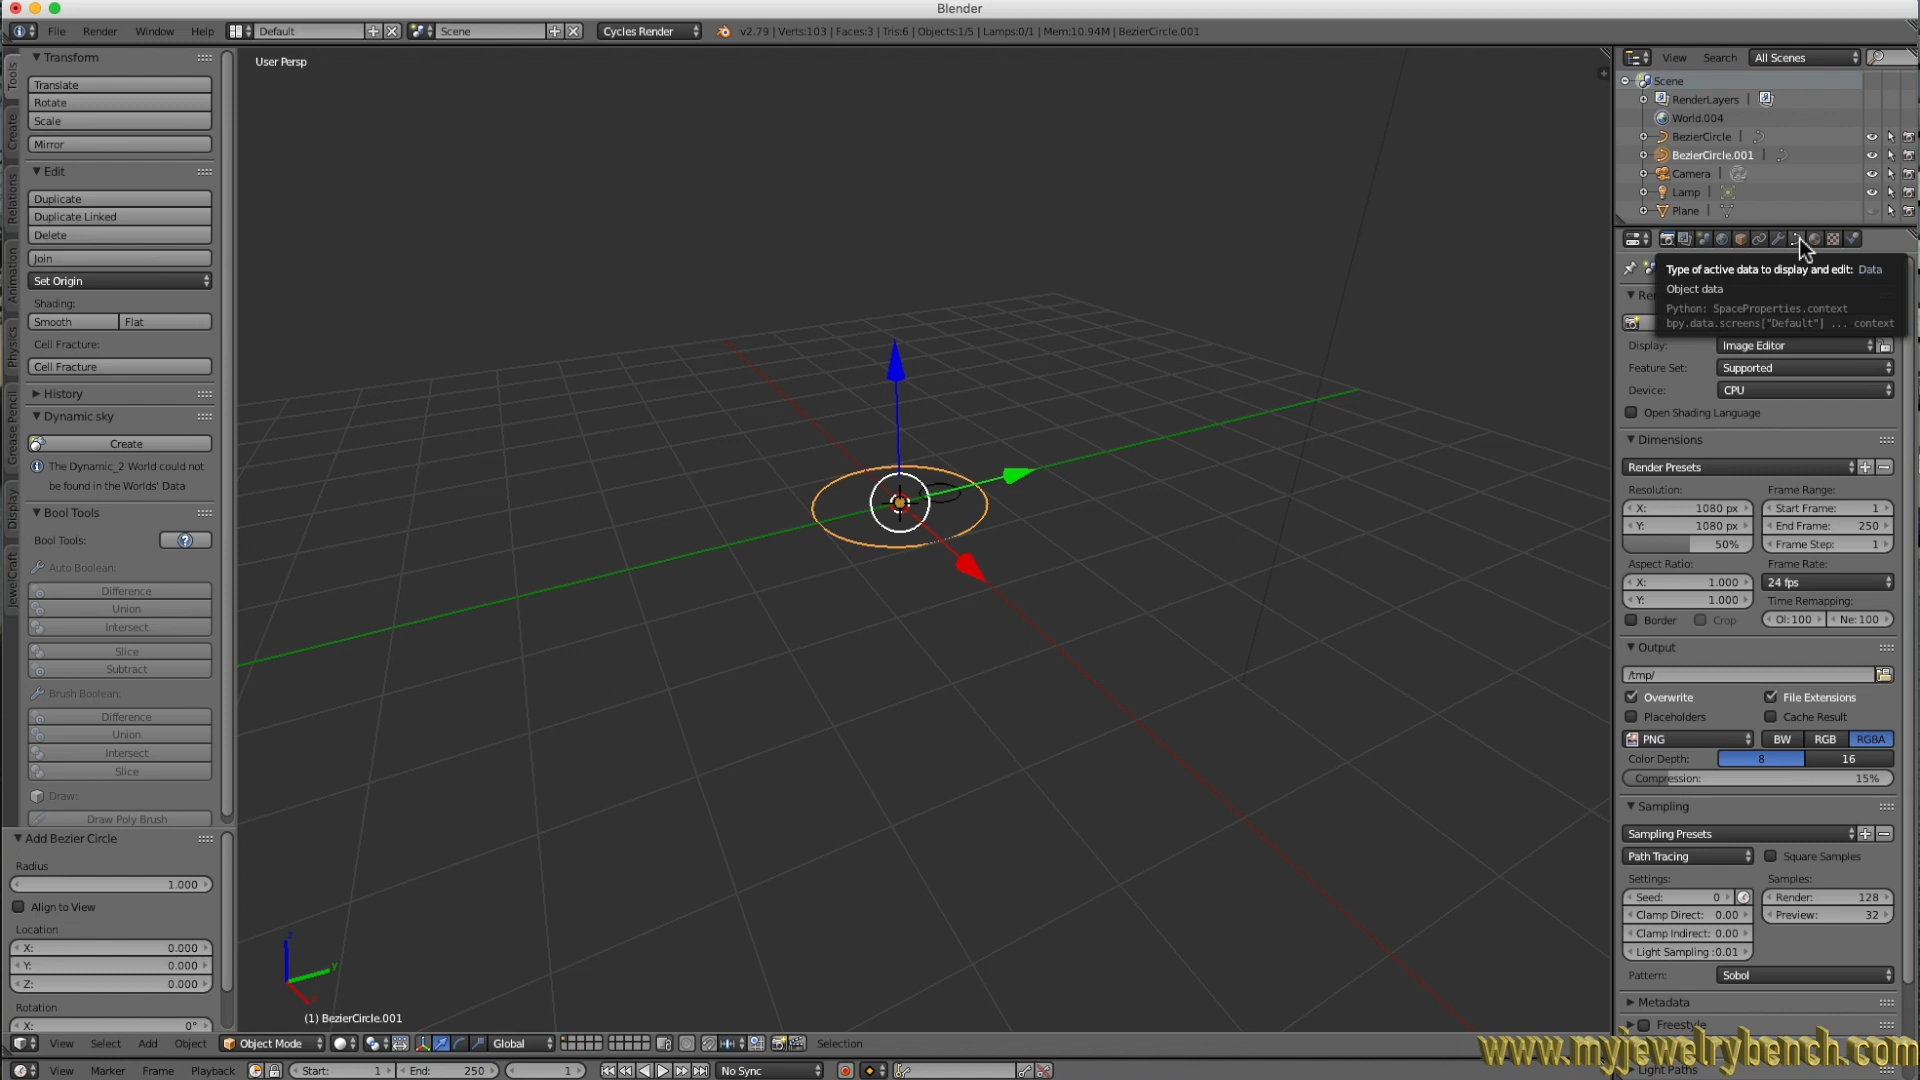 Blender
File Render Window Help Default Scene Cycles Render v2.79 | Verts:103 | Faces:3 | Tris:6 | Objects:1/5 | Lamps:0/1 | Mem:10.94M | BezierCircle.001
Tools
Create
Relations
Animation
Physics
Grease Pencil
Display
JewelCraft
Transform
Translate
Rotate
Scale
Mirror
Edit
Duplicate
Duplicate Linked
Delete
Join
Set Origin
Shading:
Smooth Flat
Cell Fracture:
Cell Fracture
History
Dynamic sky
Create
The Dynamic_2 World could not
be found in the Worlds' Data
Bool Tools
Bool Tools:
Auto Boolean:
Difference
Union
Intersect
Slice
Subtract
Brush Boolean:
Difference
Union
Intersect
Slice
Draw:
Draw Poly Brush
Add Bezier Circle
Radius
1.000
Align to View
Location
X: 0.000
Y: 0.000
Z: 0.000
Rotation
X: 0°
User Persp
z
y
(1) BezierCircle.001
View Search All Scenes
Scene
RenderLayers
World.004
BezierCircle
BezierCircle.001
Camera
Lamp
Plane
Type of active data to display and edit: Data
Object data
Python: SpaceProperties.context
bpy.data.screens["Default"] ... context
Display: Image Editor
Feature Set: Supported
Device: CPU
Open Shading Language
Dimensions
Render Presets
Resolution: Frame Range:
X: 1080 px Start Frame: 1
Y: 1080 px End Frame: 250
50% Frame Step: 1
Aspect Ratio: Frame Rate:
X: 1.000 24 fps
Y: 1.000 Time Remapping:
Border Crop Ol:100 Ne:100
Output
/tmp/
Overwrite File Extensions
Placeholders Cache Result
PNG BW RGB RGBA
Color Depth: 8 16
Compression: 15%
Sampling
Sampling Presets
Path Tracing Square Samples
Settings: Samples:
Seed: 0 Render: 128
Clamp Direct: 0.00 Preview: 32
Clamp Indirect: 0.00
Light Sampling :0.01
Pattern: Sobol
Metadata
Freestyle
Light Paths
www.myjewelrybench.com
View Select Add Object Object Mode Global Selection
View Marker Frame Playback Start: 1 End: 250 1 No Sync